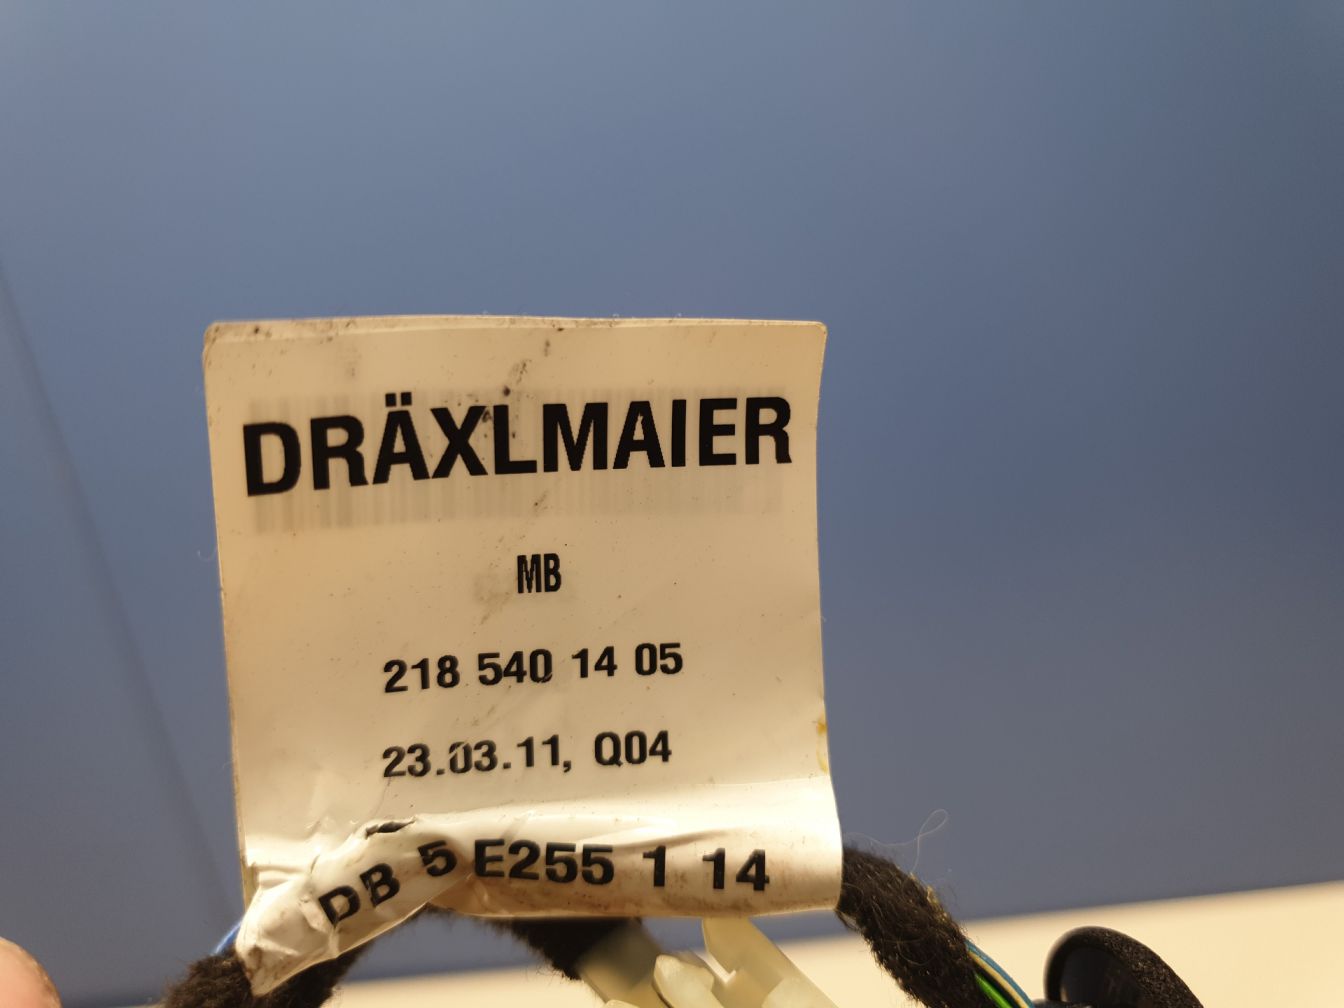 DRÄXLMAIER
MB
218 540 14 05
23.03.11, Q04
DB 5 E255 1 14